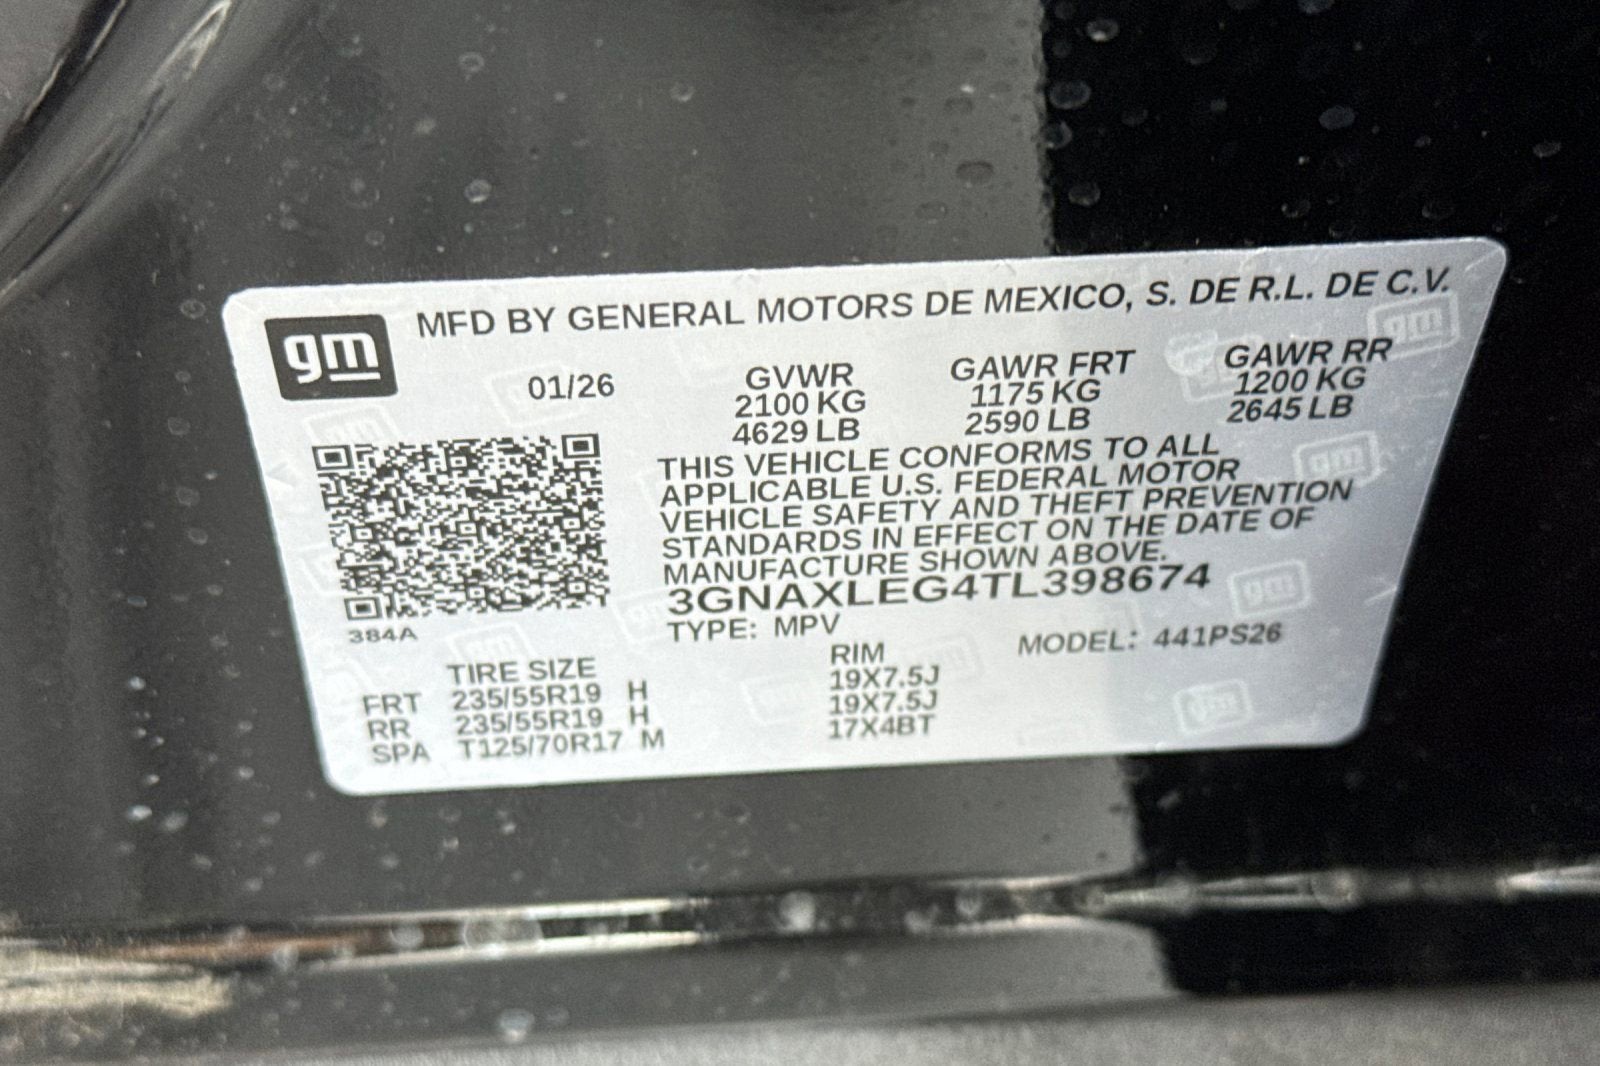 MFD BY GENERAL MOTORS DE MEXICO, S. DE R.L. DE C.V.
gm
01/26
GVWR GAWR FRT GAWR RR
2100 KG 1175 KG 1200 KG
4629 LB 2590 LB 2645 LB
THIS VEHICLE CONFORMS TO ALL
APPLICABLE U.S. FEDERAL MOTOR
VEHICLE SAFETY AND THEFT PREVENTION
STANDARDS IN EFFECT ON THE DATE OF
MANUFACTURE SHOWN ABOVE.
3GNAXLEG4TL398674
TYPE: MPV MODEL: 441PS26
384A
TIRE SIZE RIM
FRT 235/55R19 H 19X7.5J
RR 235/55R19 H 19X7.5J
SPA T125/70R17 M 17X4BT